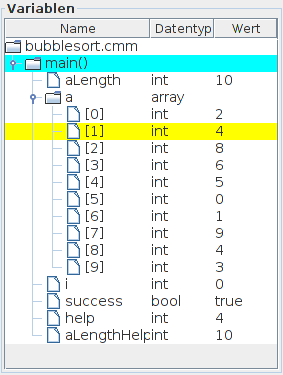 Variablen
Name Datentyp Wert
bubblesort.cmm
main()
aLength int 10
a array
[0] int 2
[1] int 4
[2] int 8
[3] int 6
[4] int 5
[5] int 0
[6] int 1
[7] int 9
[8] int 4
[9] int 3
i int 0
success bool true
help int 4
aLengthHelp int 10